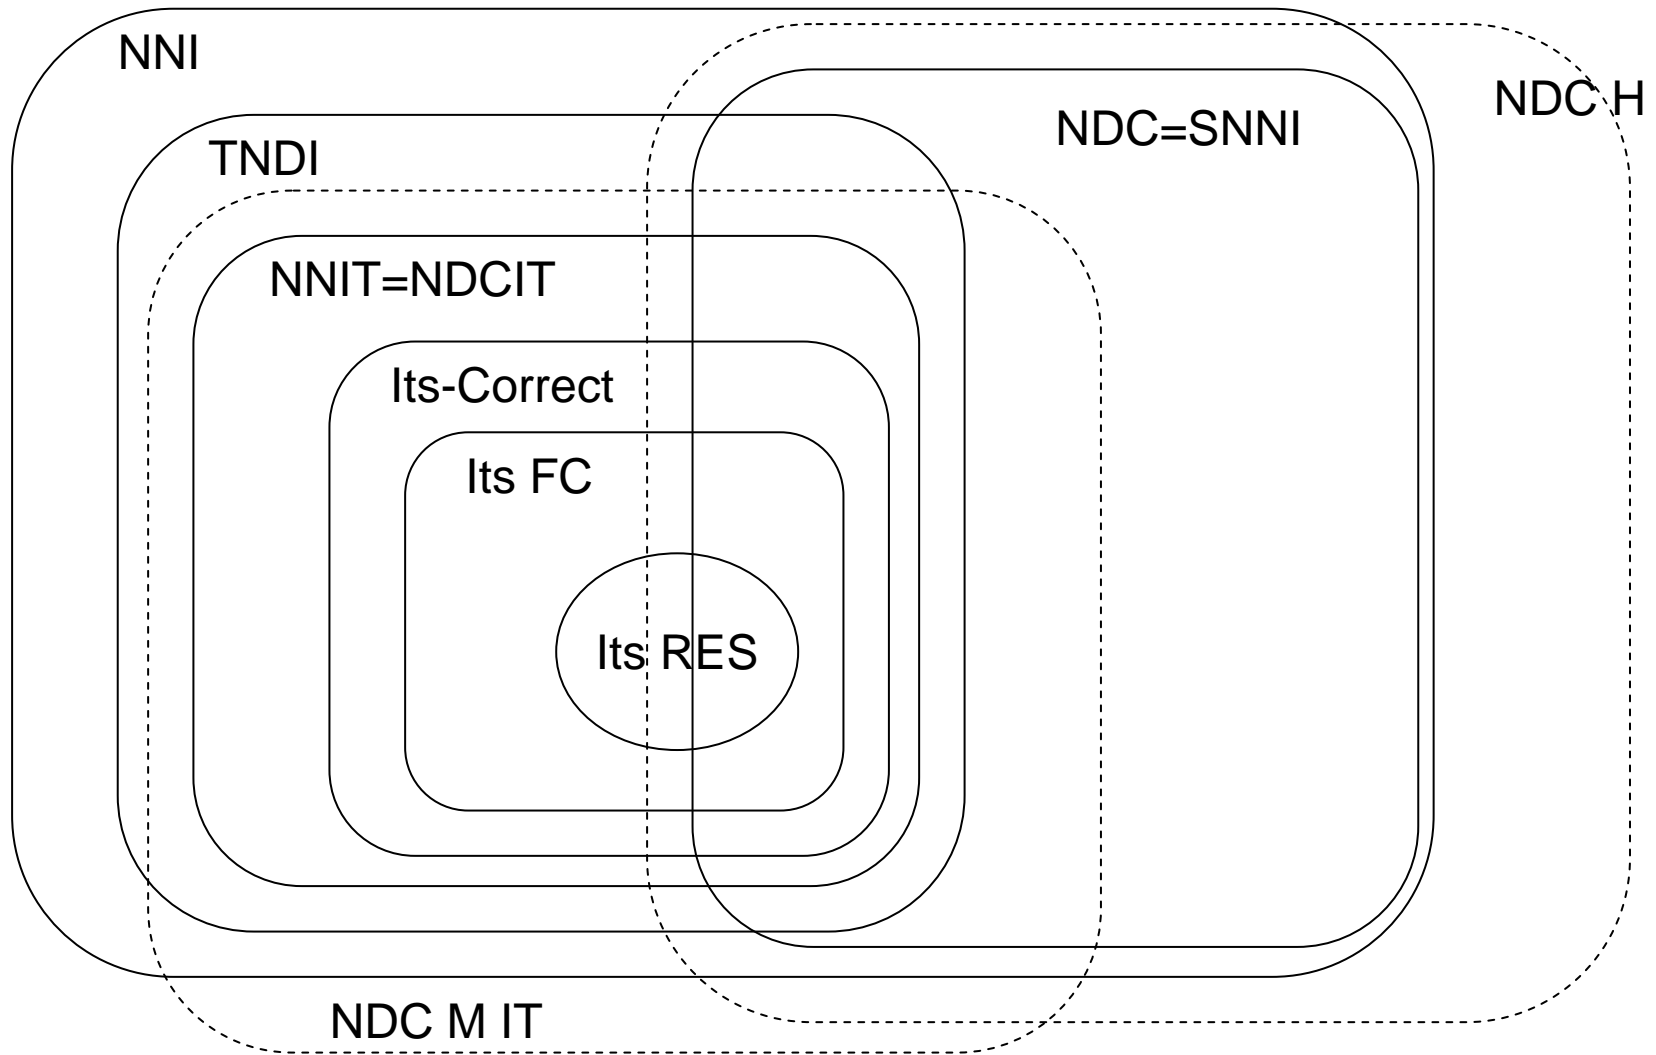 NNI
NDC H
NDC=SNNI
TNDI
NNIT=NDCIT
Its-Correct
Its FC
Its RES
NDC M IT